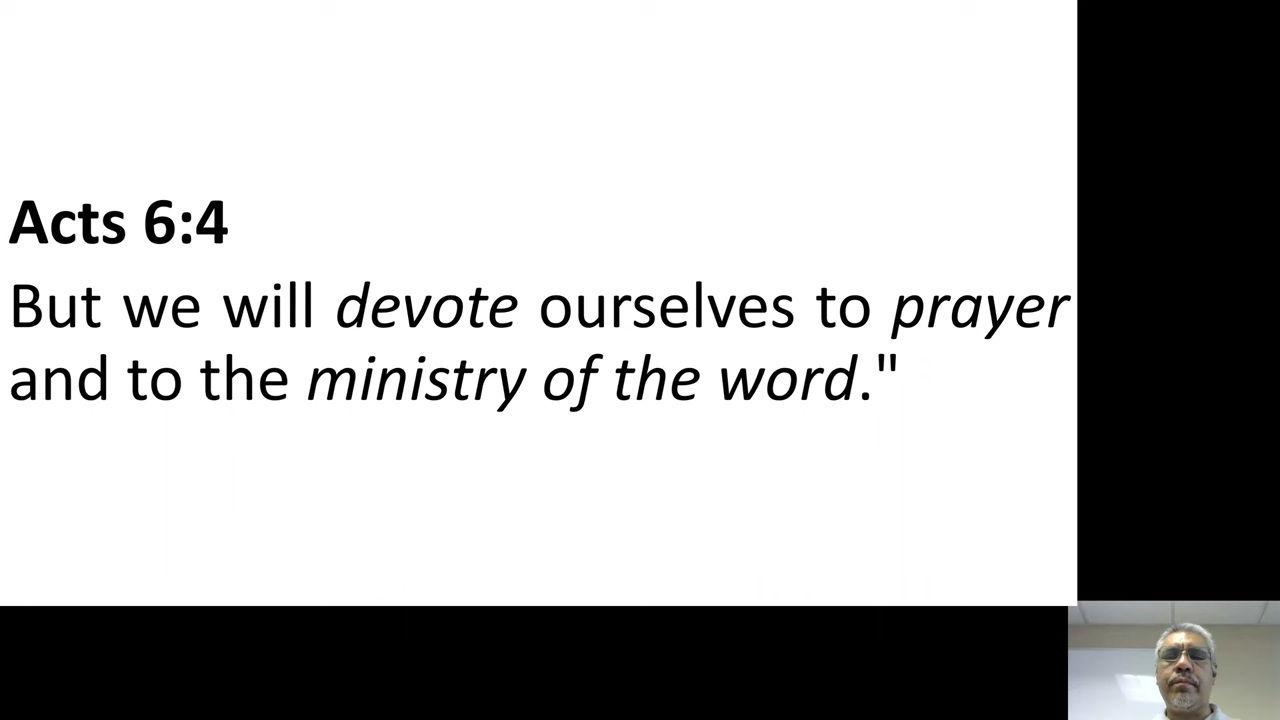 Acts 6:4
But we will devote ourselves to prayer
and to the ministry of the word."